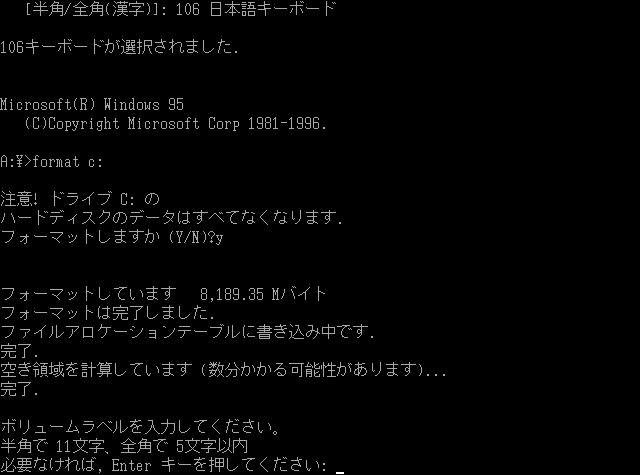 [半角/全角(漢字)]: 106 日本語キーボード
106キーボードが選択されました.
Microsoft(R) Windows 95
(C)Copyright Microsoft Corp 1981-1996.
A:¥>format c:
注意! ドライブ C: の
ハードディスクのデータはすべてなくなります.
フォーマットしますか (Y/N)?y
フォーマットしています 8,189.35 Mバイト
フォーマットは完了しました.
ファイルアロケーションテーブルに書き込み中です.
完了.
空き領域を計算しています (数分かかる可能性があります)...
完了.
ボリュームラベルを入力してください。
半角で 11文字、全角で 5文字以内
必要なければ, Enter キーを押してください: _